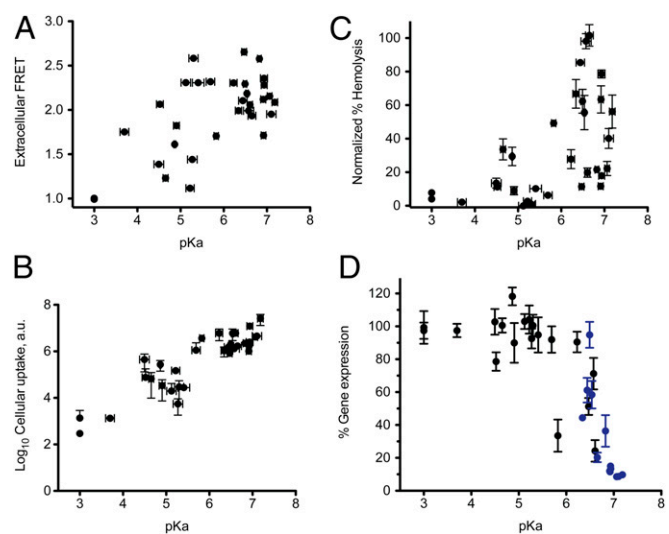 A
Extracellular FRET
3.0
2.5
2.0
1.5
1.0
2 3 4 5 6 7 8
pKa
C
Normalized % Hemolysis
100
80
60
40
20
0
3 4 5 6 7 8
pKa
B
Log10 Cellular uptake, a.u.
8
6
4
2
0
3 4 5 6 7 8
pKa
D
% Gene expression
120
100
80
60
40
20
0
3 4 5 6 7 8
pKa